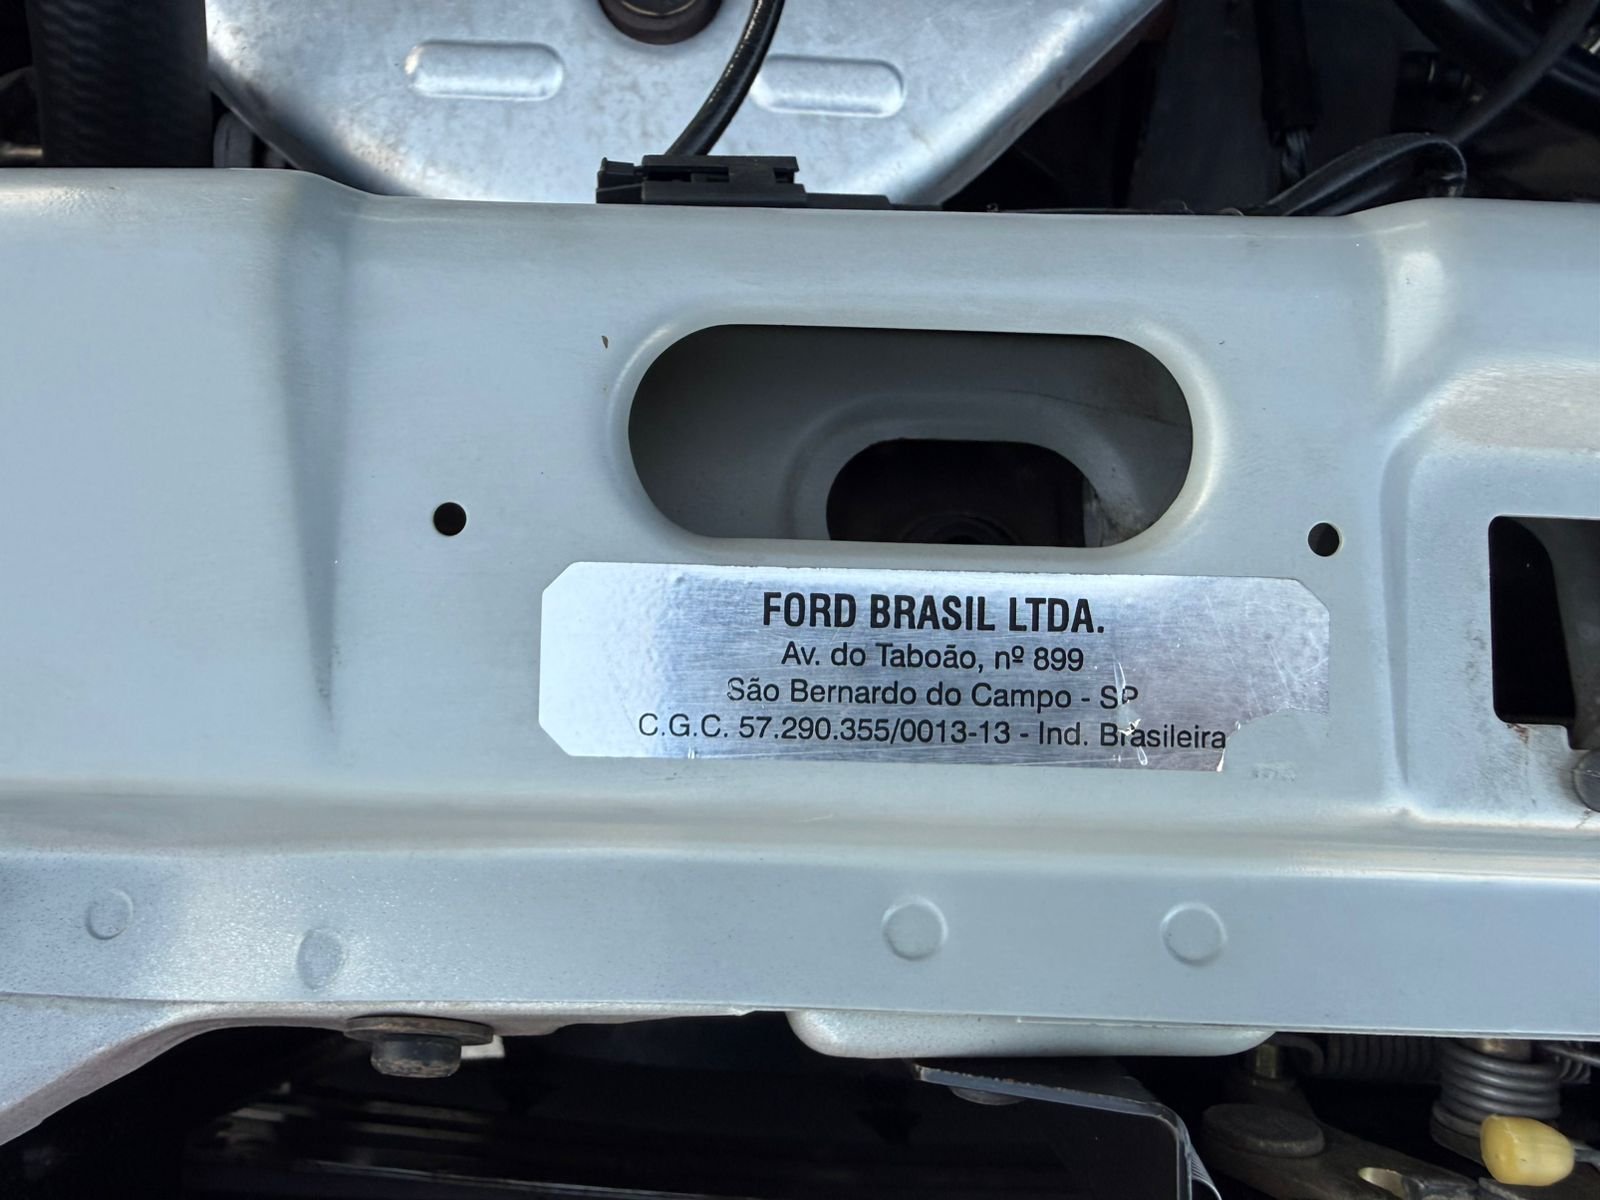 FORD BRASIL LTDA.
Av. do Taboão, nº 899
São Bernardo do Campo - SP
C.G.C. 57.290.355/0013-13 - Ind. Brasileira